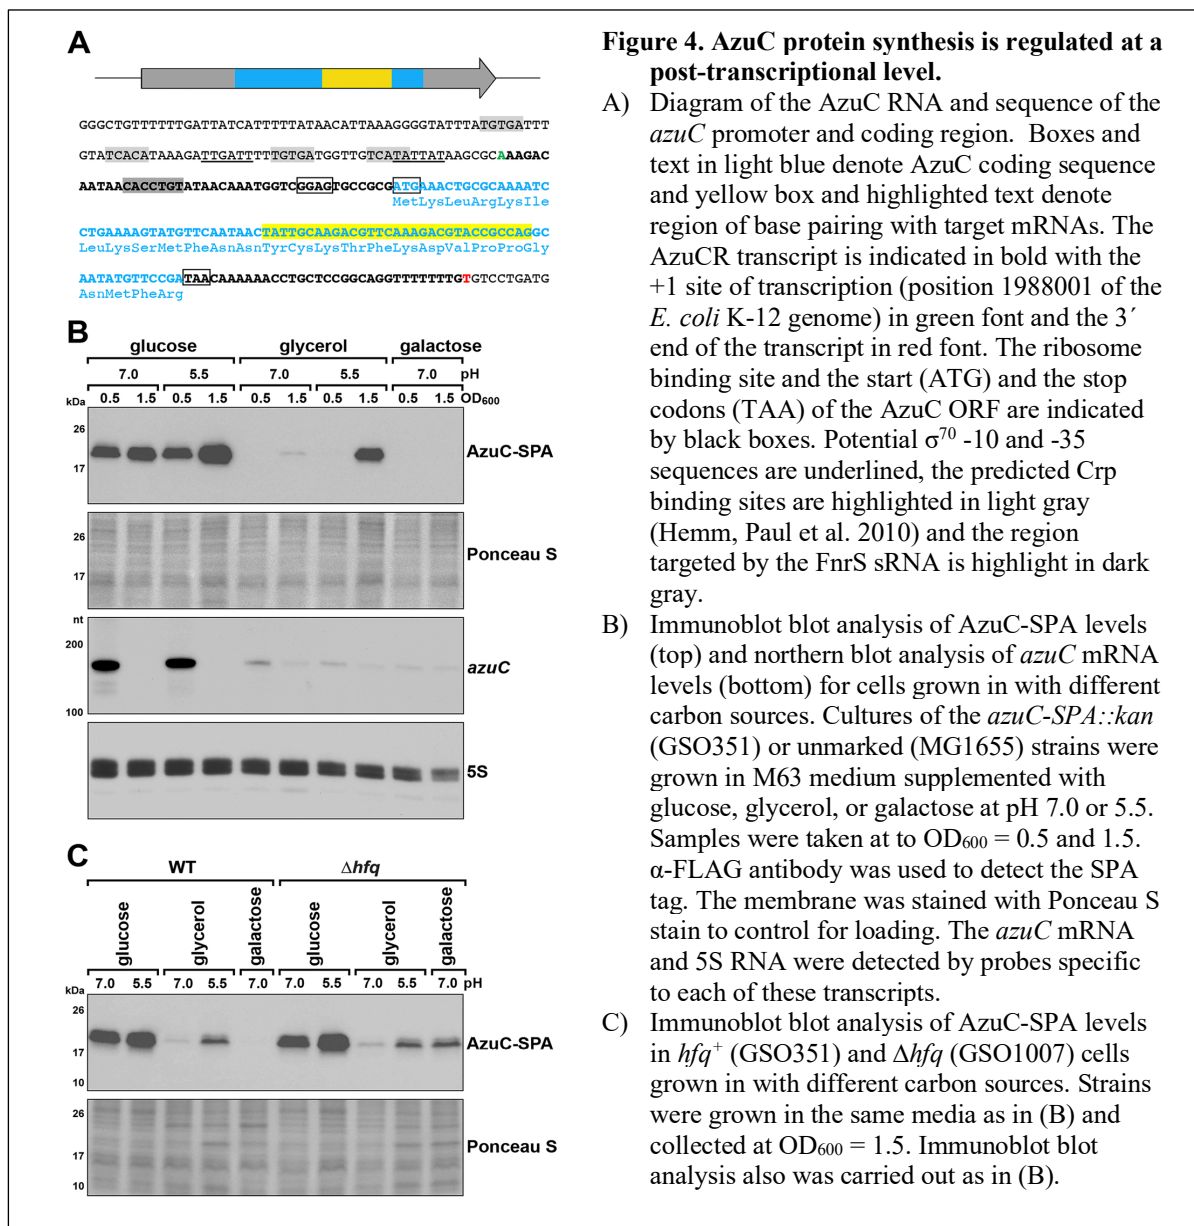 A
GGGCTGTTTTTTGATTATCATTTTTATAACATTAAAGGGGTATTTATGTGATTT
GTATCACATAAAGATTGATTTTTGTGATGGTTGTCATATTATAAGCGCAAAGAC
AATAACACCTGTATAACAAATGGTCGGGAGTGCCGCGATGAAACTGCGCAAAATC
MetLysLeuArgLysIle
CTGAAAAGTATGTTCAATAACTATTGCAAGACGTTCAAAGACGTACCGCCAGGC
LeuLysSerMetPheAsnAsnTyrCysLysThrPheLysAspValProProGly
AATATGTTCCGATAACAAAAAACCTGCTCCGGCAGGTTTTTTTGTGTCCTGATG
AsnMetPheArg
B
glucose glycerol galactose
7.0 5.5 7.0 5.5 7.0 pH
kDa 0.5 1.5 0.5 1.5 0.5 1.5 0.5 1.5 0.5 1.5 OD600
26
AzuC-SPA
17
26
Ponceau S
17
nt
200
azuC
100
5S
C
WT Δhfq
glucose glycerol galactose glucose glycerol galactose
7.0 5.5 7.0 5.5 7.0 7.0 5.5 7.0 5.5 7.0 pH
kDa
26
AzuC-SPA
17
10
26
Ponceau S
17
10
Figure 4. AzuC protein synthesis is regulated at a
post-transcriptional level.
A) Diagram of the AzuC RNA and sequence of the
azuC promoter and coding region. Boxes and
text in light blue denote AzuC coding sequence
and yellow box and highlighted text denote
region of base pairing with target mRNAs. The
AzuCR transcript is indicated in bold with the
+1 site of transcription (position 1988001 of the
E. coli K-12 genome) in green font and the 3´
end of the transcript in red font. The ribosome
binding site and the start (ATG) and the stop
codons (TAA) of the AzuC ORF are indicated
by black boxes. Potential σ70 -10 and -35
sequences are underlined, the predicted Crp
binding sites are highlighted in light gray
(Hemm, Paul et al. 2010) and the region
targeted by the FnrS sRNA is highlight in dark
gray.
B) Immunoblot blot analysis of AzuC-SPA levels
(top) and northern blot analysis of azuC mRNA
levels (bottom) for cells grown in with different
carbon sources. Cultures of the azuC-SPA::kan
(GSO351) or unmarked (MG1655) strains were
grown in M63 medium supplemented with
glucose, glycerol, or galactose at pH 7.0 or 5.5.
Samples were taken at to OD600 = 0.5 and 1.5.
α-FLAG antibody was used to detect the SPA
tag. The membrane was stained with Ponceau S
stain to control for loading. The azuC mRNA
and 5S RNA were detected by probes specific
to each of these transcripts.
C) Immunoblot blot analysis of AzuC-SPA levels
in hfq+ (GSO351) and Δhfq (GSO1007) cells
grown in with different carbon sources. Strains
were grown in the same media as in (B) and
collected at OD600 = 1.5. Immunoblot blot
analysis also was carried out as in (B).